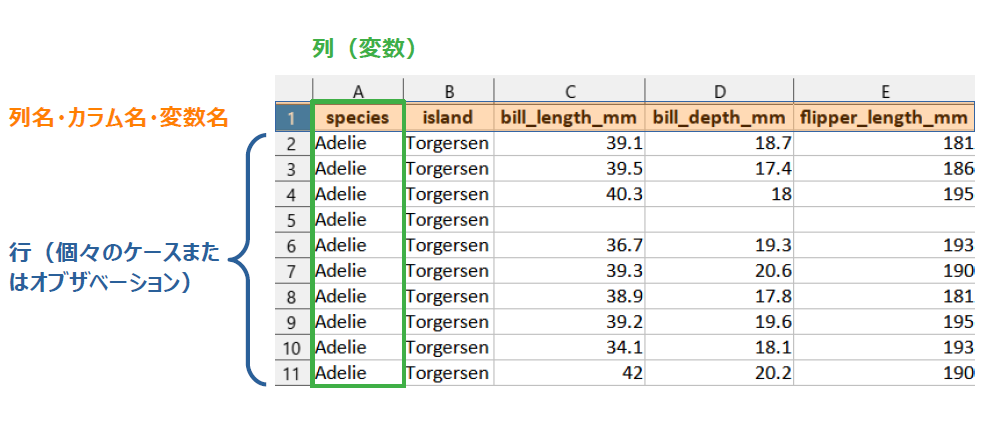 列（変数）
A B C D E
列名・カラム名・変数名
1 species island bill_length_mm bill_depth_mm flipper_length_mm
2 Adelie Torgersen 39.1 18.7 181
3 Adelie Torgersen 39.5 17.4 186
4 Adelie Torgersen 40.3 18 195
5 Adelie Torgersen
行（個々のケースまた
はオブザベーション）
6 Adelie Torgersen 36.7 19.3 193
7 Adelie Torgersen 39.3 20.6 190
8 Adelie Torgersen 38.9 17.8 181
9 Adelie Torgersen 39.2 19.6 195
10 Adelie Torgersen 34.1 18.1 193
11 Adelie Torgersen 42 20.2 190